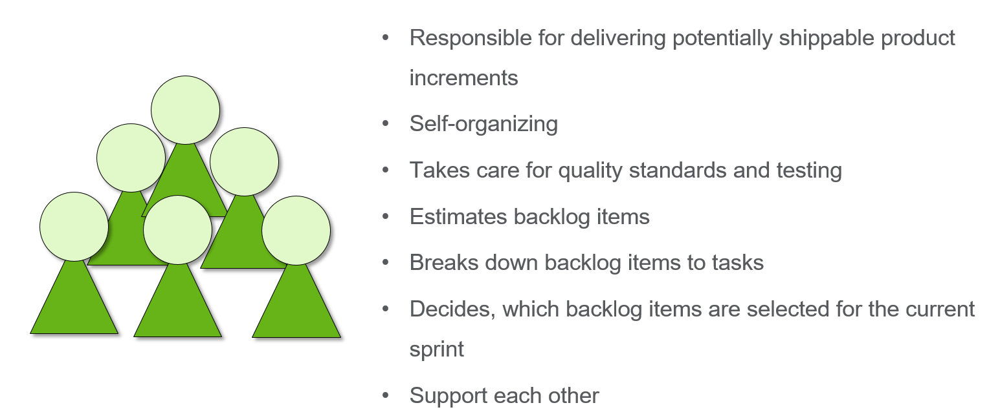 • Responsible for delivering potentially shippable product
increments
• Self-organizing
• Takes care for quality standards and testing
• Estimates backlog items
• Breaks down backlog items to tasks
• Decides, which backlog items are selected for the current
sprint
• Support each other